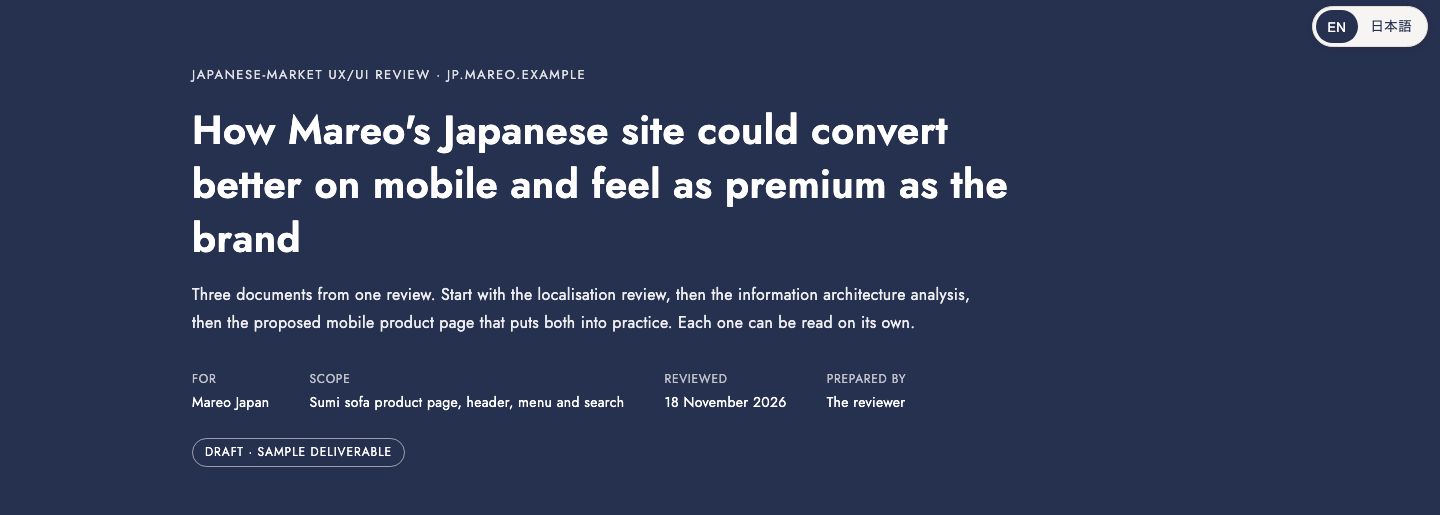 EN
日本語
JAPANESE-MARKET UX/UI REVIEW · JP.MAREO.EXAMPLE
How Mareo's Japanese site could convert
better on mobile and feel as premium as the
brand
Three documents from one review. Start with the localisation review, then the information architecture analysis,
then the proposed mobile product page that puts both into practice. Each one can be read on its own.
FOR
Mareo Japan
SCOPE
Sumi sofa product page, header, menu and search
REVIEWED
18 November 2026
PREPARED BY
The reviewer
DRAFT · SAMPLE DELIVERABLE